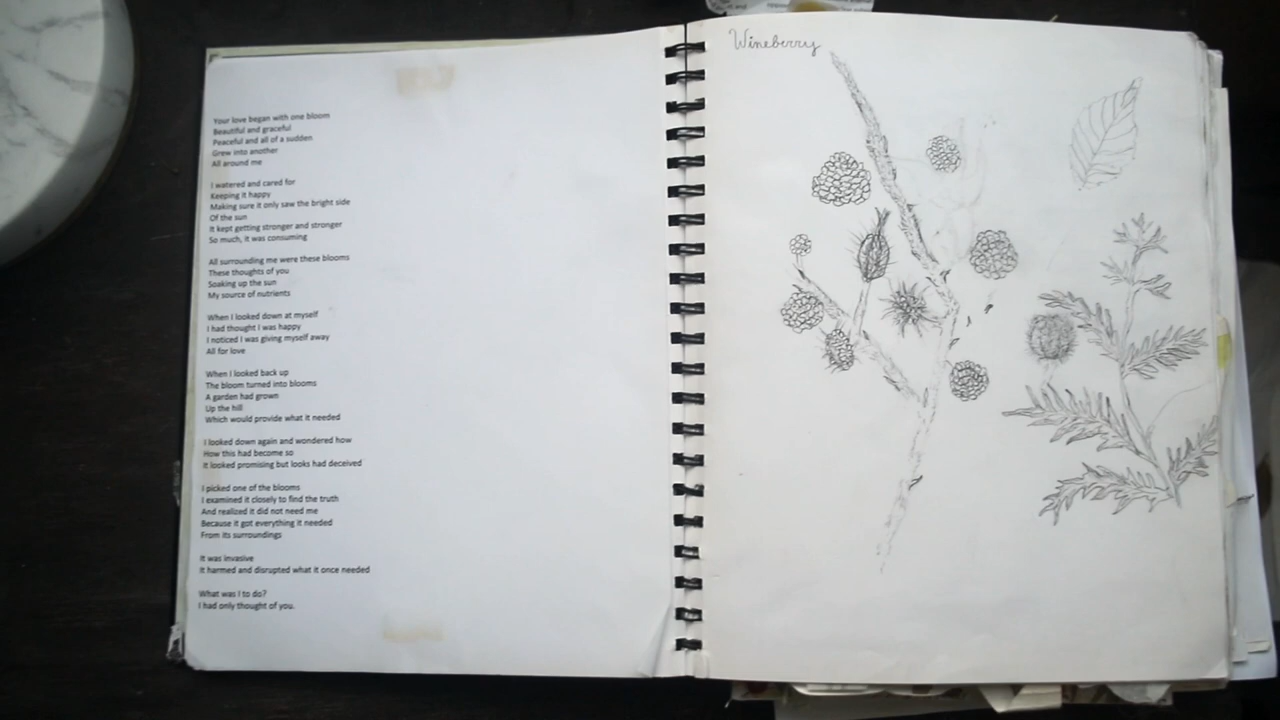 Your love began with one bloom
Beautiful and graceful
Peaceful and all of a sudden
Grew into another
All around me
I watered and cared for
Keeping it happy
Making sure it only saw the bright side
Of the sun
It kept getting stronger and stronger
So much, it was consuming
All surrounding me were these blooms
These thoughts of you
Soaking up the sun
My source of nutrients
When I looked down at myself
I had thought I was happy
I noticed I was giving myself away
All for love
When I looked back up
The bloom turned into blooms
A garden had grown
Up the hill
Which would provide what it needed
I looked down again and wondered how
How this had become so
It looked promising but looks had deceived
I picked one of the blooms
I examined it closely to find the truth
And realized it did not need me
Because it got everything it needed
From its surroundings
It was invasive
It harmed and disrupted what it once needed
What was I to do?
I had only thought of you.
Wineberry